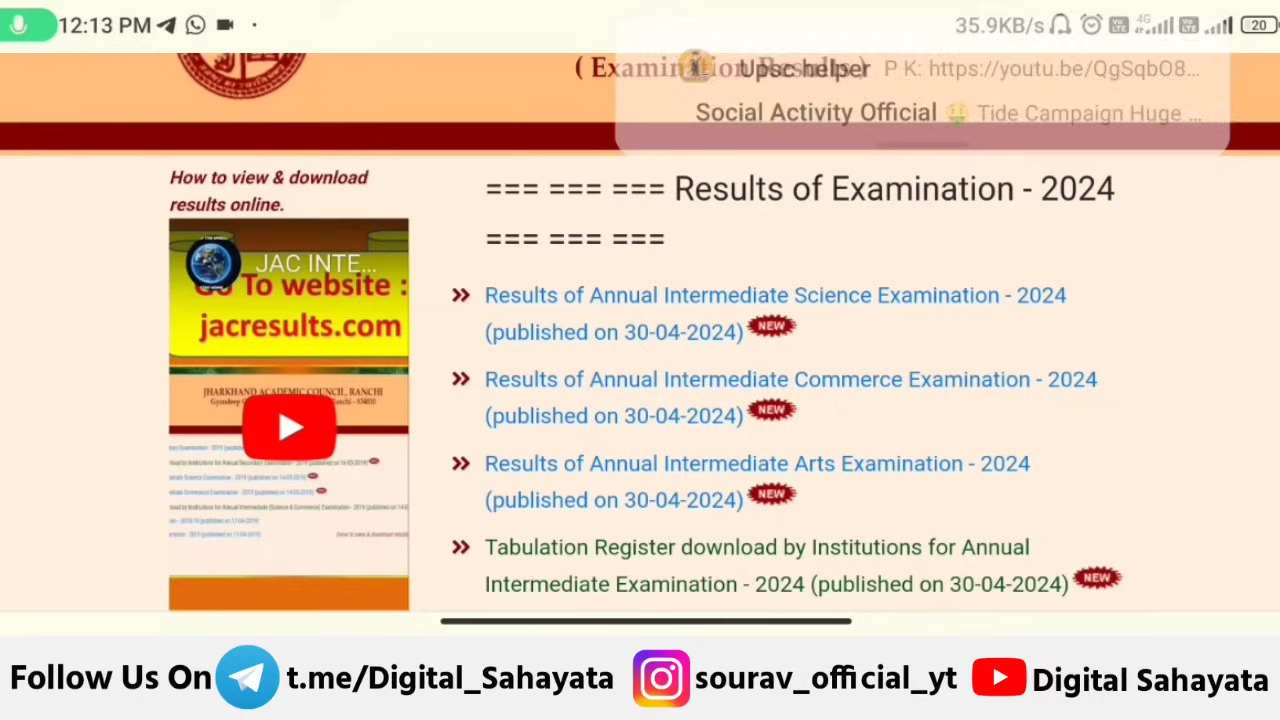 12:13 PM
35.9KB/s
4G
20
( Examination Results )
Upsc helper P K: https://youtu.be/QgSqbO8...
Social Activity Official 🤑 Tide Campaign Huge ...
How to view & download
results online.
JAC INTE...
Go To website :
jacresults.com
JHARKHAND ACADEMIC COUNCIL, RANCHI
=== === === Results of Examination - 2024
=== === ===
Results of Annual Intermediate Science Examination - 2024
(published on 30-04-2024) NEW
Results of Annual Intermediate Commerce Examination - 2024
(published on 30-04-2024) NEW
Results of Annual Intermediate Arts Examination - 2024
(published on 30-04-2024) NEW
Tabulation Register download by Institutions for Annual
Intermediate Examination - 2024 (published on 30-04-2024) NEW
Follow Us On t.me/Digital_Sahayata sourav_official_yt Digital Sahayata